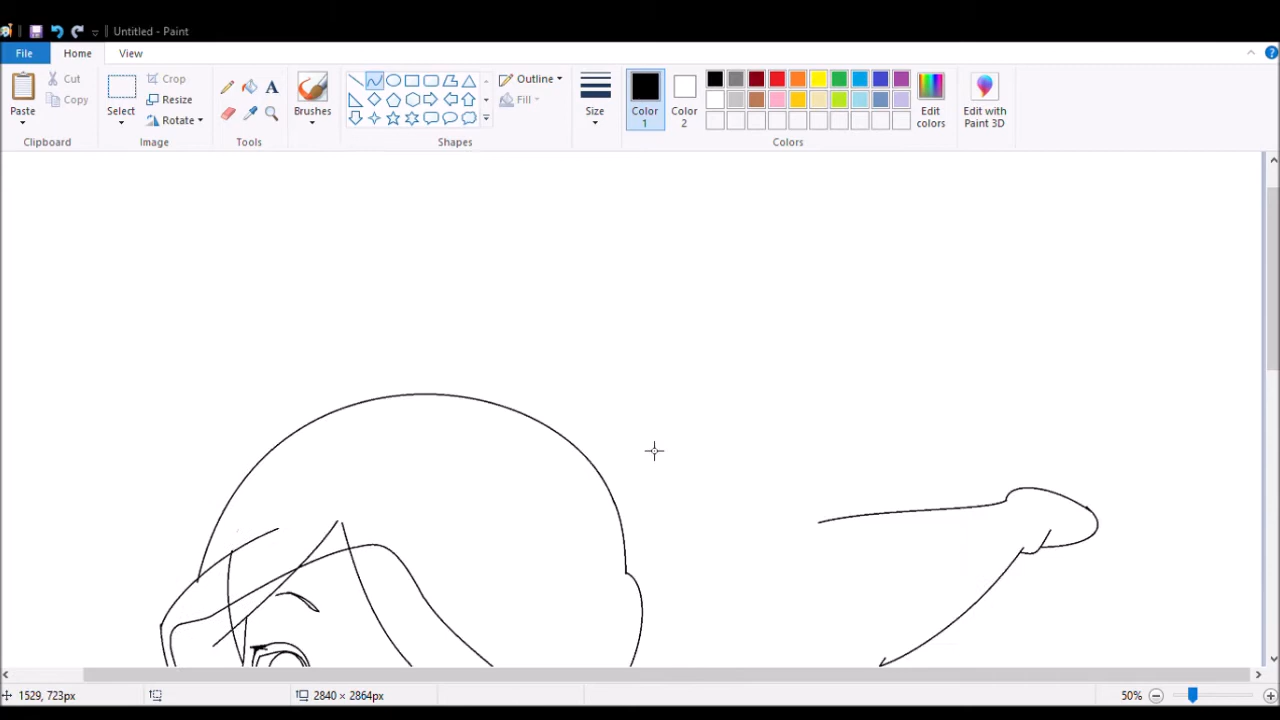 Untitled - Paint
File Home View
Paste
Cut
Copy
Clipboard
Select
Crop
Resize
Rotate
Image
A
Tools
Brushes
Outline
Fill
Shapes
Size
Color 1
Color 2
Edit colors
Colors
Edit with Paint 3D
?
1529, 723px
2840 × 2864px
50%